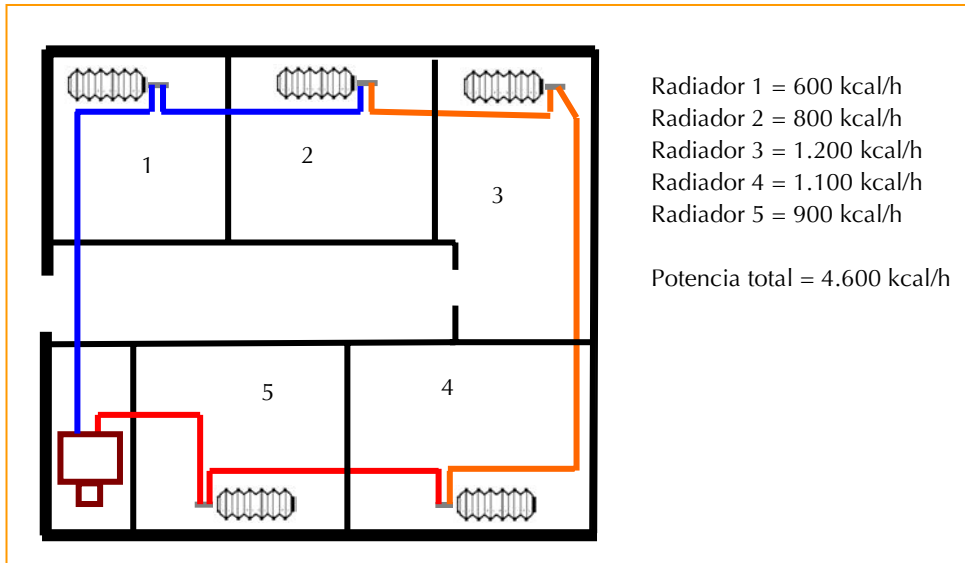 Radiador 1 = 600 kcal/h
Radiador 2 = 800 kcal/h
Radiador 3 = 1.200 kcal/h
Radiador 4 = 1.100 kcal/h
Radiador 5 = 900 kcal/h
Potencia total = 4.600 kcal/h
1
2
3
5
4